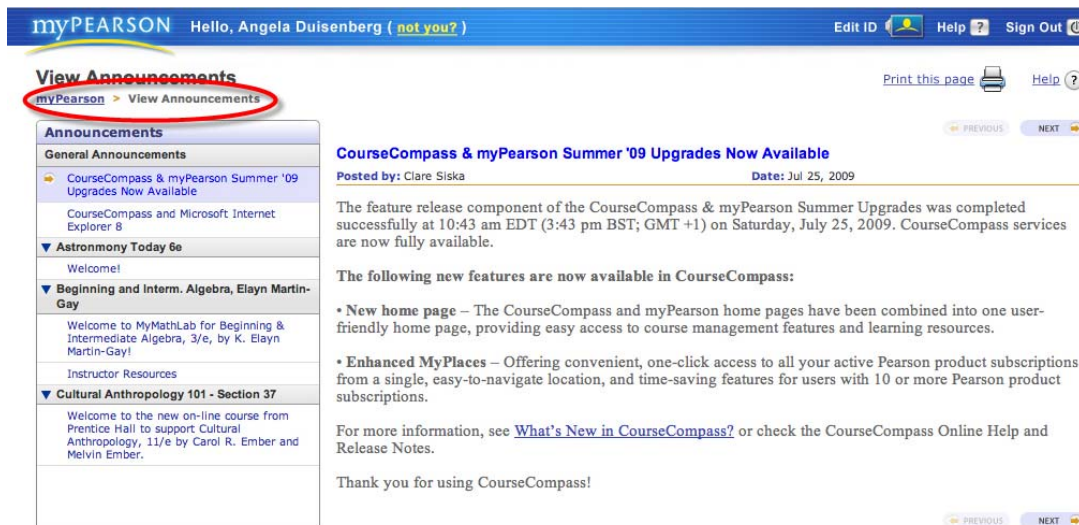 myPEARSON Hello, Angela Duisenberg ( not you? ) Edit ID Help ? Sign Out
View Announcements
Print this page Help ?
myPearson > View Announcements
Announcements
General Announcements
CourseCompass & myPearson Summer '09
Upgrades Now Available
CourseCompass and Microsoft Internet
Explorer 8
Astronmony Today 6e
Welcome!
Beginning and Interm. Algebra, Elayn Martin-
Gay
Welcome to MyMathLab for Beginning &
Intermediate Algebra, 3/e, by K. Elayn
Martin-Gay!
Instructor Resources
Cultural Anthropology 101 - Section 37
Welcome to the new on-line course from
Prentice Hall to support Cultural
Anthropology, 11/e by Carol R. Ember and
Melvin Ember.
PREVIOUS NEXT
CourseCompass & myPearson Summer '09 Upgrades Now Available
Posted by: Clare Siska Date: Jul 25, 2009
The feature release component of the CourseCompass & myPearson Summer Upgrades was completed
successfully at 10:43 am EDT (3:43 pm BST; GMT +1) on Saturday, July 25, 2009. CourseCompass services
are now fully available.
The following new features are now available in CourseCompass:
• New home page – The CourseCompass and myPearson home pages have been combined into one user-
friendly home page, providing easy access to course management features and learning resources.
• Enhanced MyPlaces – Offering convenient, one-click access to all your active Pearson product subscriptions
from a single, easy-to-navigate location, and time-saving features for users with 10 or more Pearson product
subscriptions.
For more information, see What's New in CourseCompass? or check the CourseCompass Online Help and
Release Notes.
Thank you for using CourseCompass!
PREVIOUS NEXT